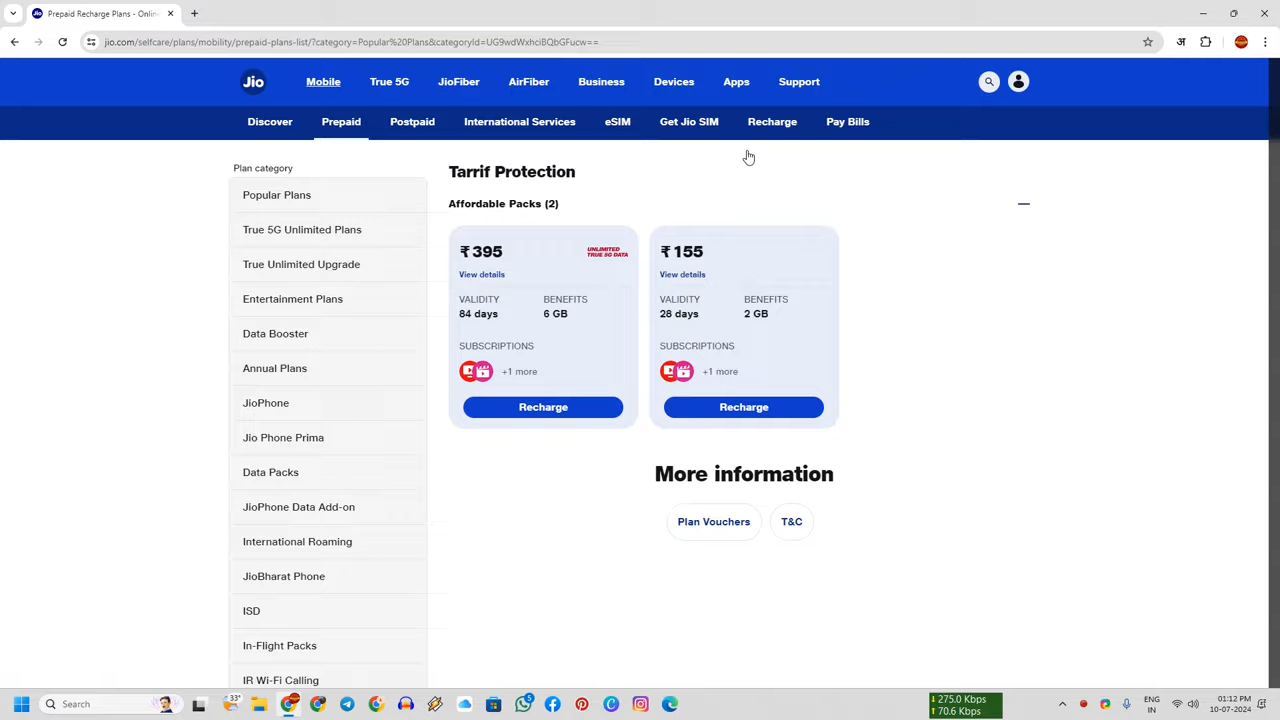 Prepaid Recharge Plans - Online
jio.com/selfcare/plans/mobility/prepaid-plans-list/?category=Popular%20Plans&categoryId=UG9wdWxhciBQbGFucw==
अ
Jio
Mobile
True 5G
JioFiber
AirFiber
Business
Devices
Apps
Support
Discover
Prepaid
Postpaid
International Services
eSIM
Get Jio SIM
Recharge
Pay Bills
Plan category
Popular Plans
True 5G Unlimited Plans
True Unlimited Upgrade
Entertainment Plans
Data Booster
Annual Plans
JioPhone
Jio Phone Prima
Data Packs
JioPhone Data Add-on
International Roaming
JioBharat Phone
ISD
In-Flight Packs
IR Wi-Fi Calling
Tarrif Protection
Affordable Packs (2)
₹395
UNLIMITED
TRUE 5G DATA
View details
VALIDITY
BENEFITS
84 days
6 GB
SUBSCRIPTIONS
+1 more
Recharge
₹155
View details
VALIDITY
BENEFITS
28 days
2 GB
SUBSCRIPTIONS
+1 more
Recharge
More information
Plan Vouchers
T&C
Search
33°
5
275.0 Kbps
70.6 Kbps
ENG
IN
01:12 PM
10-07-2024